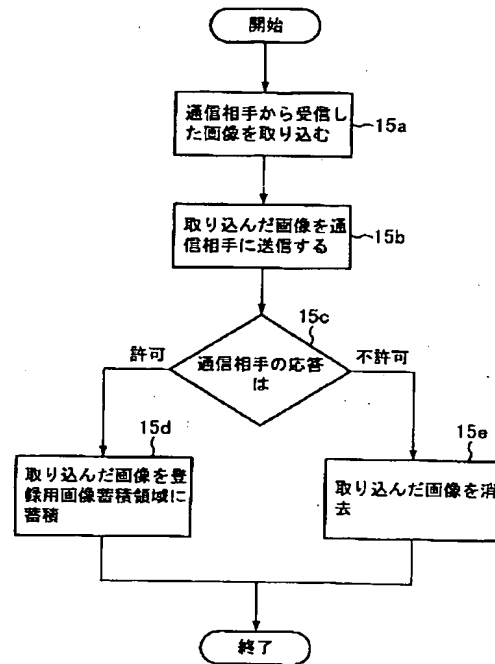 開始
通信相手から受信し
た画像を取り込む
15a
取り込んだ画像を通
信相手に送信する
15b
15c
通信相手の応答
は
許可
不許可
15d
取り込んだ画像を登
録用画像蓄積領域に
蓄積
15e
取り込んだ画像を消
去
終了